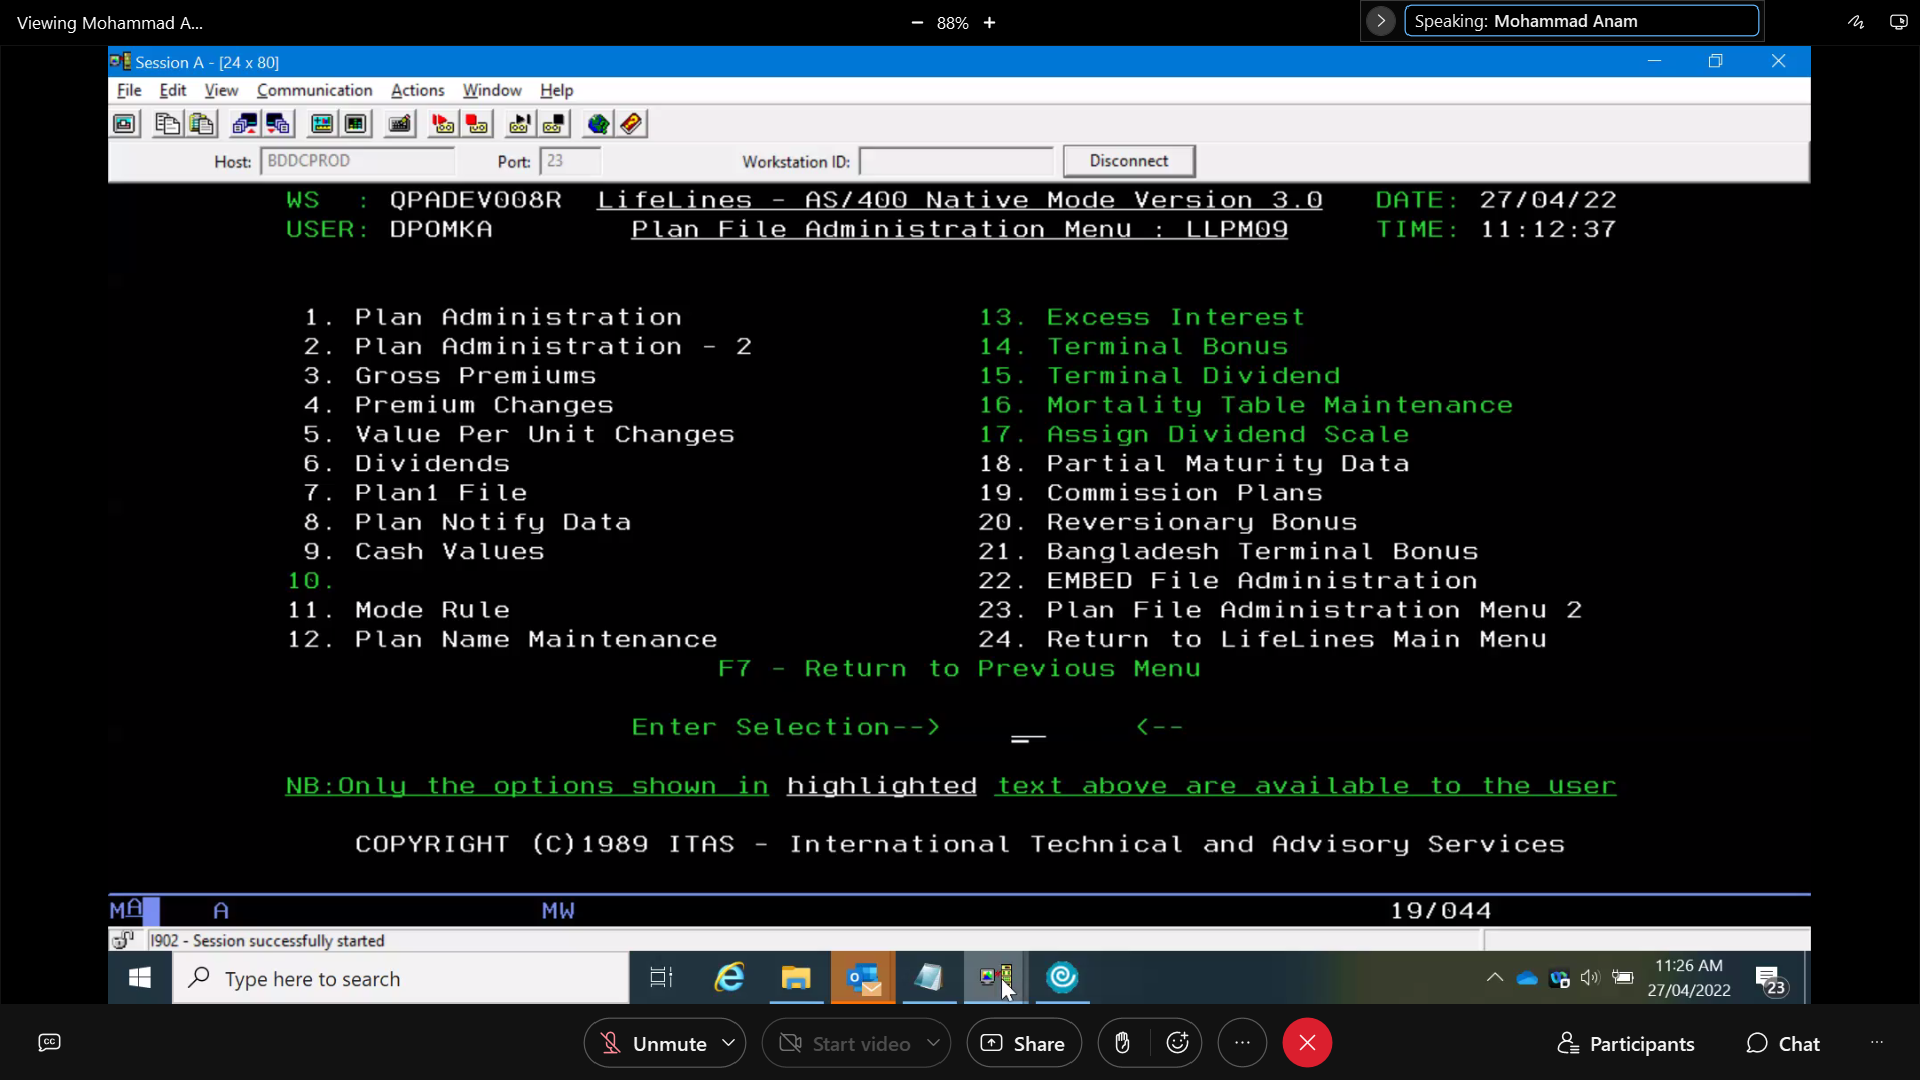 Viewing Mohammad A... − 88% + Speaking: Mohammad Anam
Session A - [24 x 80]
File Edit View Communication Actions Window Help
Host: BDDCPROD Port: 23 Workstation ID: Disconnect
WS : QPADEV008R LifeLines - AS/400 Native Mode Version 3.0 DATE: 27/04/22
USER: DPOMKA Plan File Administration Menu : LLPM09 TIME: 11:12:37
1. Plan Administration 13. Excess Interest
2. Plan Administration - 2 14. Terminal Bonus
3. Gross Premiums 15. Terminal Dividend
4. Premium Changes 16. Mortality Table Maintenance
5. Value Per Unit Changes 17. Assign Dividend Scale
6. Dividends 18. Partial Maturity Data
7. Plan1 File 19. Commission Plans
8. Plan Notify Data 20. Reversionary Bonus
9. Cash Values 21. Bangladesh Terminal Bonus
10. 22. EMBED File Administration
11. Mode Rule 23. Plan File Administration Menu 2
12. Plan Name Maintenance 24. Return to LifeLines Main Menu
F7 - Return to Previous Menu
Enter Selection--> __ <--
NB:Only the options shown in highlighted text above are available to the user
COPYRIGHT (C)1989 ITAS - International Technical and Advisory Services
MA A MW 19/044
I902 - Session successfully started
Type here to search 11:26 AM
27/04/2022 23
CC Unmute Start video Share ... Participants Chat ...